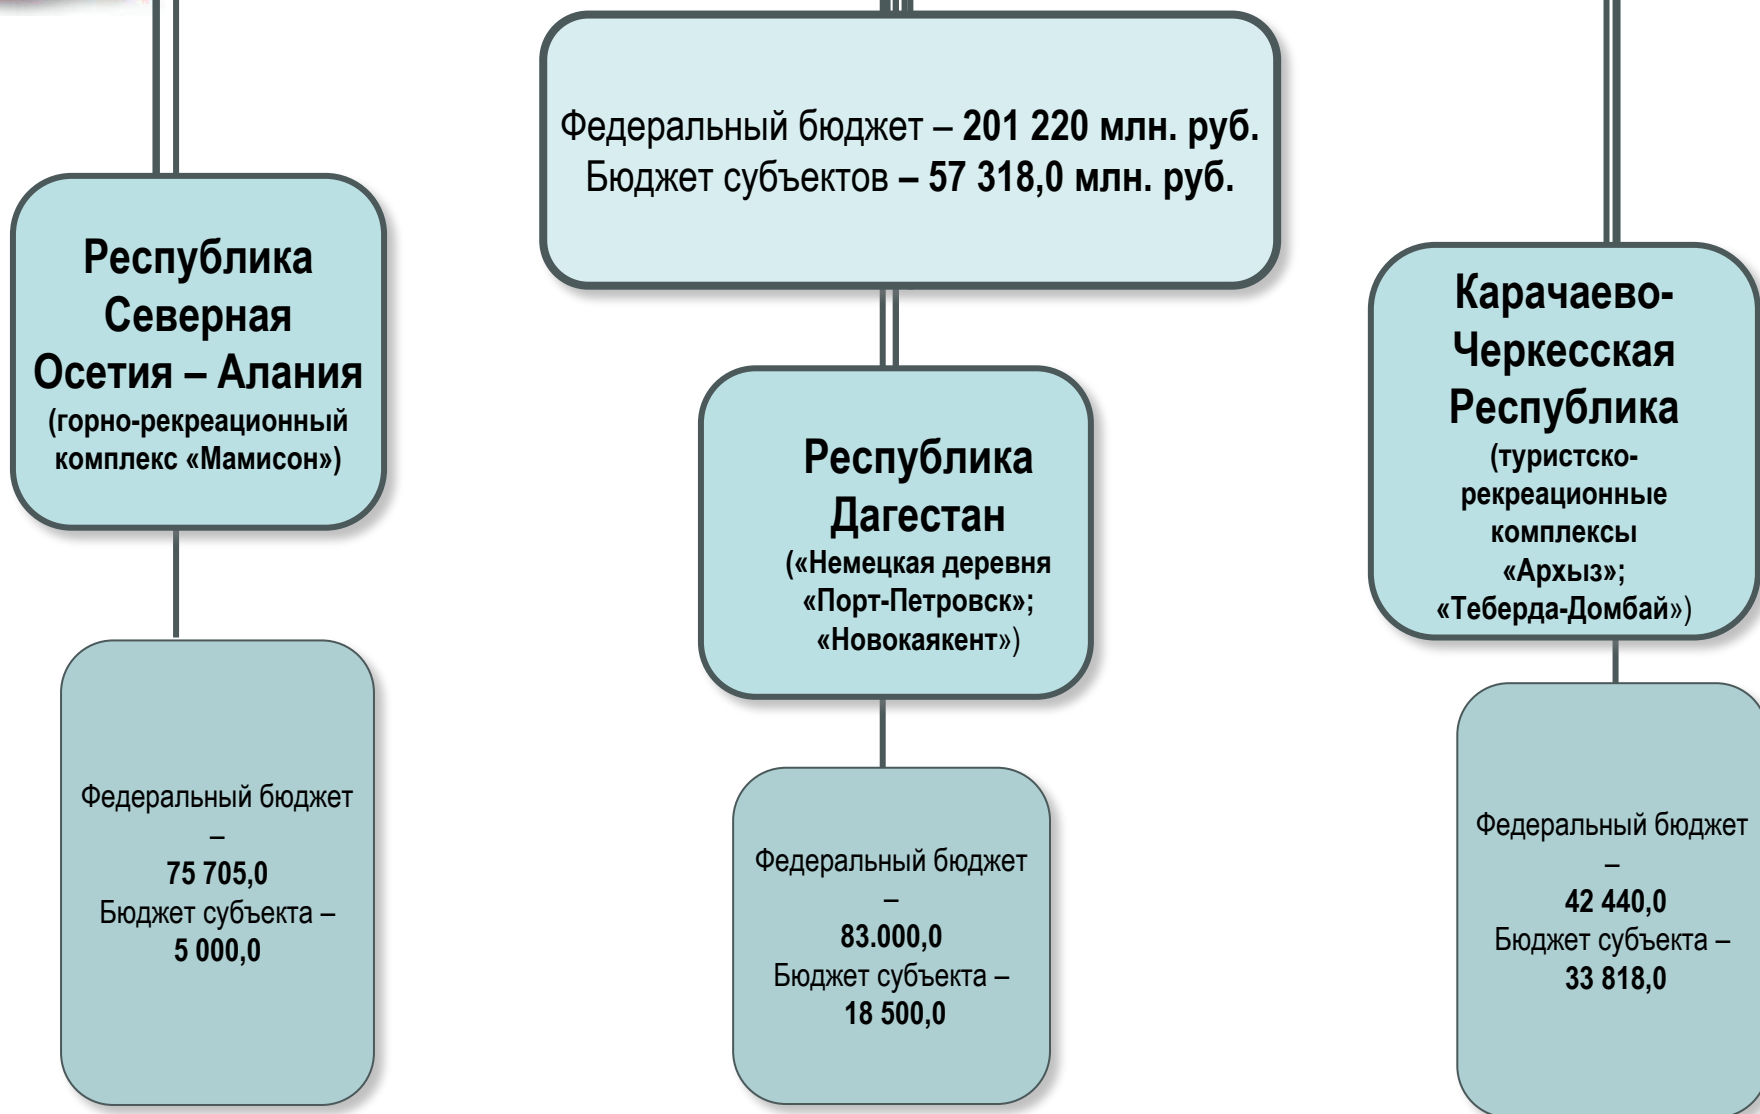 Федеральный бюджет – 201 220 млн. руб.
Бюджет субъектов – 57 318,0 млн. руб.
Республика
Северная
Осетия – Алания
(горно-рекреационный
комплекс «Мамисон»)
Республика
Дагестан
(«Немецкая деревня
«Порт-Петровск»;
«Новокаякент»)
Карачаево-
Черкесская
Республика
(туристско-
рекреационные
комплексы
«Архыз»;
«Теберда-Домбай»)
Федеральный бюджет
–
75 705,0
Бюджет субъекта –
5 000,0
Федеральный бюджет
–
83.000,0
Бюджет субъекта –
18 500,0
Федеральный бюджет
–
42 440,0
Бюджет субъекта –
33 818,0